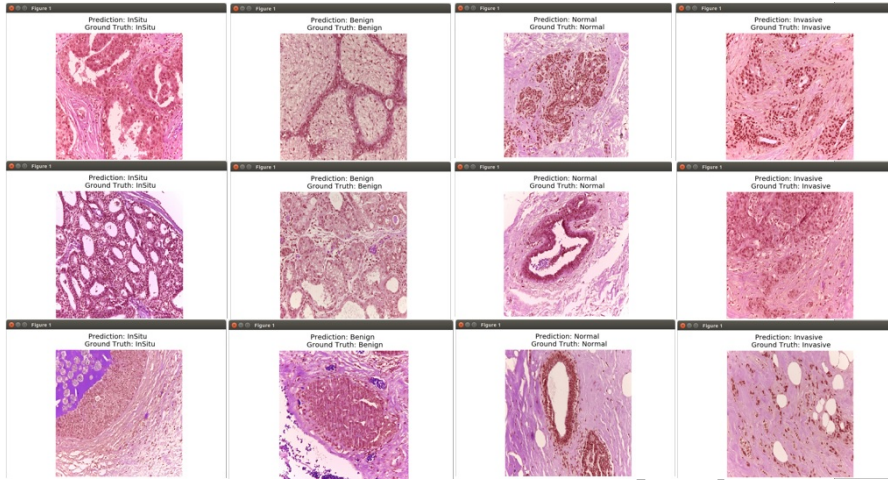 Figure 1
Prediction: InSitu
Ground Truth: InSitu
Figure 1
Prediction: Benign
Ground Truth: Benign
Figure 1
Prediction: Normal
Ground Truth: Normal
Figure 1
Prediction: Invasive
Ground Truth: Invasive
Figure 1
Prediction: InSitu
Ground Truth: InSitu
Figure 1
Prediction: Benign
Ground Truth: Benign
Figure 1
Prediction: Normal
Ground Truth: Normal
Figure 1
Prediction: Invasive
Ground Truth: Invasive
Figure 1
Prediction: InSitu
Ground Truth: InSitu
Figure 1
Prediction: Benign
Ground Truth: Benign
Figure 1
Prediction: Normal
Ground Truth: Normal
Figure 1
Prediction: Invasive
Ground Truth: Invasive